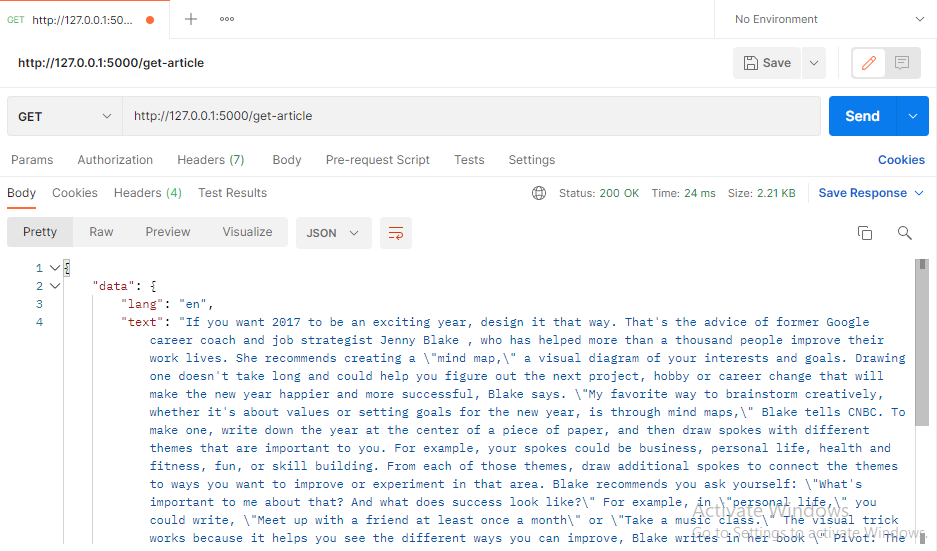 GET http://127.0.0.1:50... No Environment
http://127.0.0.1:5000/get-article Save
GET http://127.0.0.1:5000/get-article Send
Params Authorization Headers (7) Body Pre-request Script Tests Settings Cookies
Body Cookies Headers (4) Test Results Status: 200 OK Time: 24 ms Size: 2.21 KB Save Response
Pretty Raw Preview Visualize JSON
1 {
2 "data": {
3 "lang": "en",
4 "text": "If you want 2017 to be an exciting year, design it that way. That's the advice of former Google
career coach and job strategist Jenny Blake , who has helped more than a thousand people improve their
work lives. She recommends creating a \"mind map,\" a visual diagram of your interests and goals. Drawing
one doesn't take long and could help you figure out the next project, hobby or career change that will
make the new year happier and more successful, Blake says. \"My favorite way to brainstorm creatively,
whether it's about values or setting goals for the new year, is through mind maps,\" Blake tells CNBC. To
make one, write down the year at the center of a piece of paper, and then draw spokes with different
themes that are important to you. For example, your spokes could be business, personal life, health and
fitness, fun, or skill building. From each of those themes, draw additional spokes to connect the themes
to ways you want to improve or experiment in that area. Blake recommends you ask yourself: \"What's
important to me about that? And what does success look like?\" For example, in \"personal life,\" you
could write, \"Meet up with a friend at least once a month\" or \"Take a music class.\" The visual trick
works because it helps you see the different ways you can improve, Blake writes in her book \" Pivot: The
Activate Windows
Go to Settings to activate Windows.